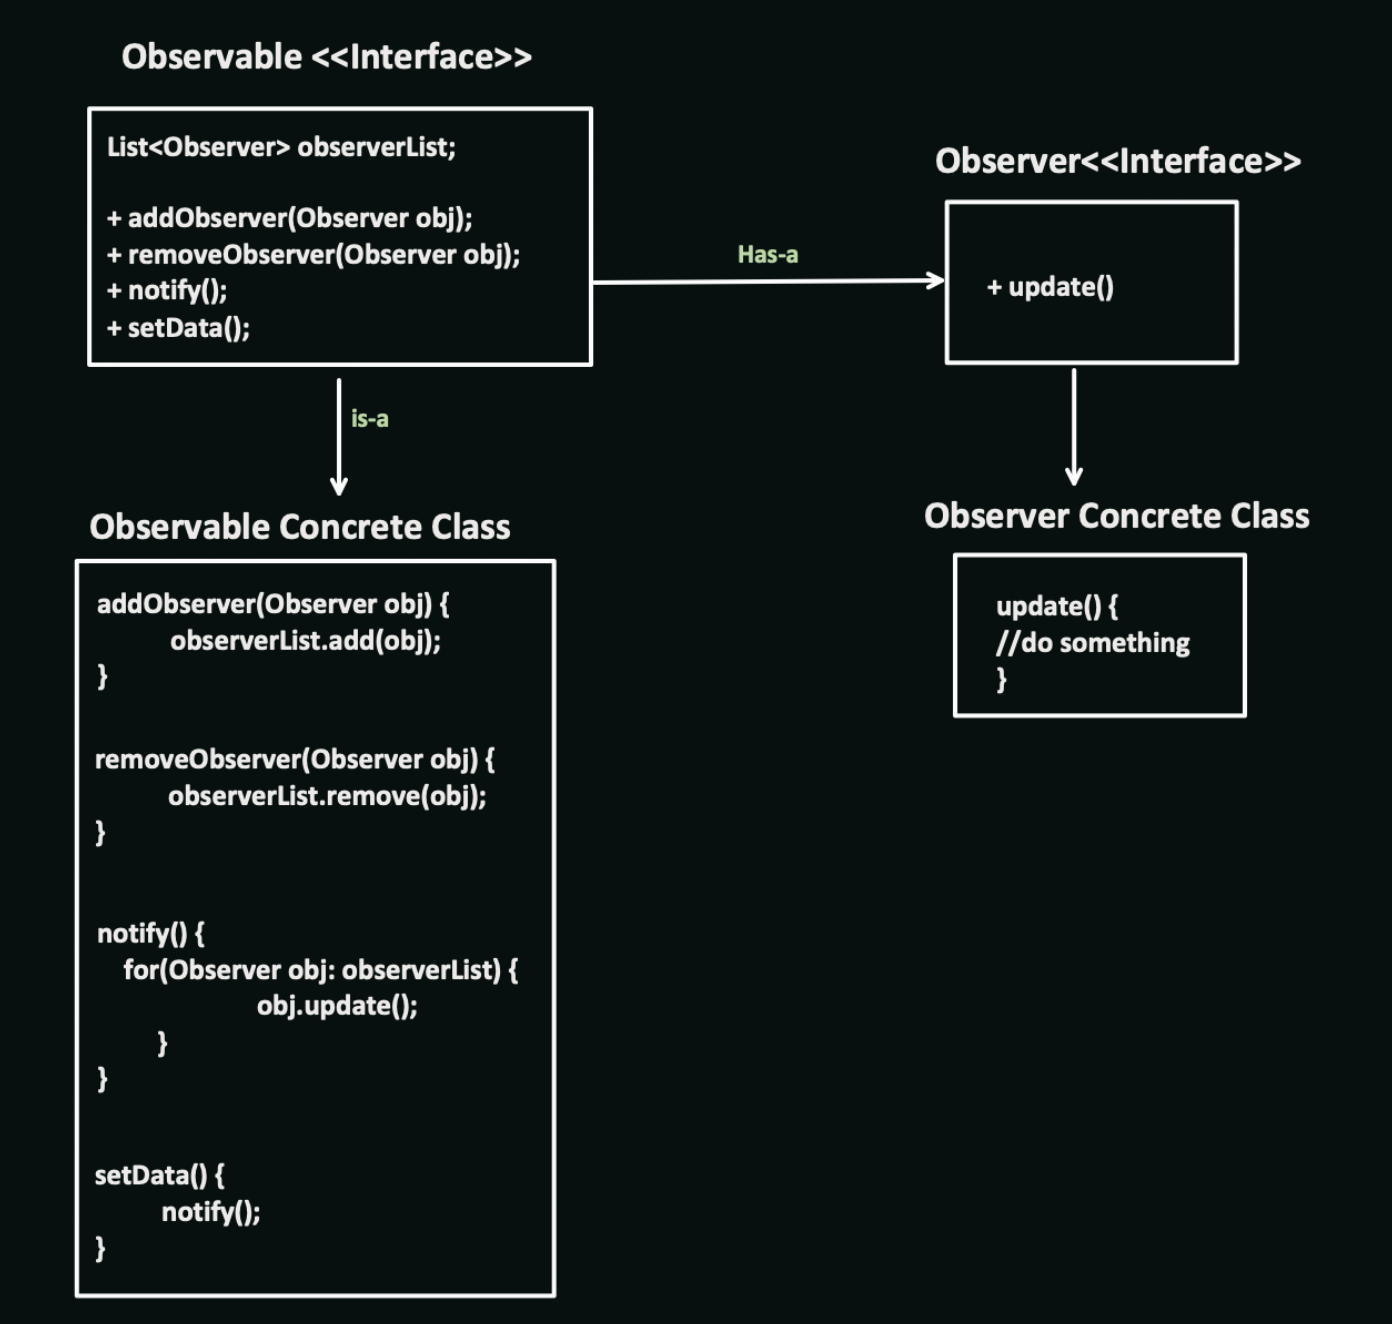 Observable <<Interface>>
List<Observer> observerList;
+ addObserver(Observer obj);
+ removeObserver(Observer obj);
+ notify();
+ setData();
Has-a
Observer<<Interface>>
+ update()
is-a
Observable Concrete Class
addObserver(Observer obj) {
observerList.add(obj);
}
removeObserver(Observer obj) {
observerList.remove(obj);
}
notify() {
for(Observer obj: observerList) {
obj.update();
}
}
setData() {
notify();
}
Observer Concrete Class
update() {
//do something
}